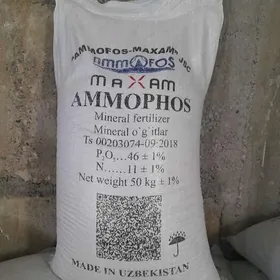 "AMMOFOS-MAXAM" JSC
AMMOFOS
MAXAM
AMMOPHOS
Mineral fertilizer
Mineral o`g`itlar
Ts 00203074-09:2018
P₂O₅....46 ± 1%
N......11 ± 1%
Net weight 50 kg ± 1%
MADE IN UZBEKISTAN